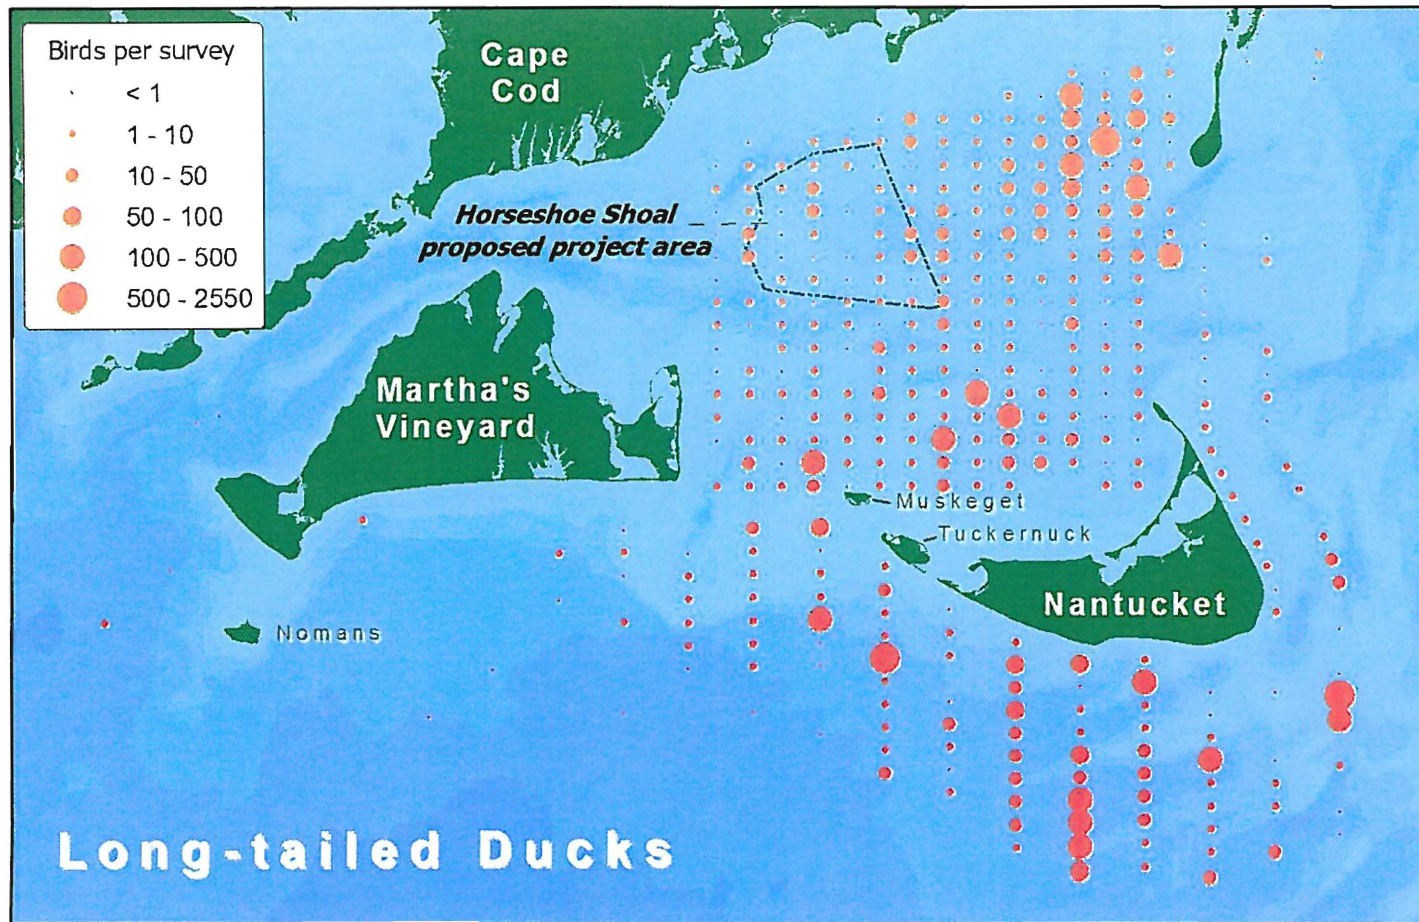 Birds per survey
< 1
1 - 10
10 - 50
50 - 100
100 - 500
500 - 2550
Cape
Cod
Horseshoe Shoal
proposed project area
Martha's
Vineyard
Muskeget
Tuckernuck
Nantucket
Nomans
Long-tailed Ducks